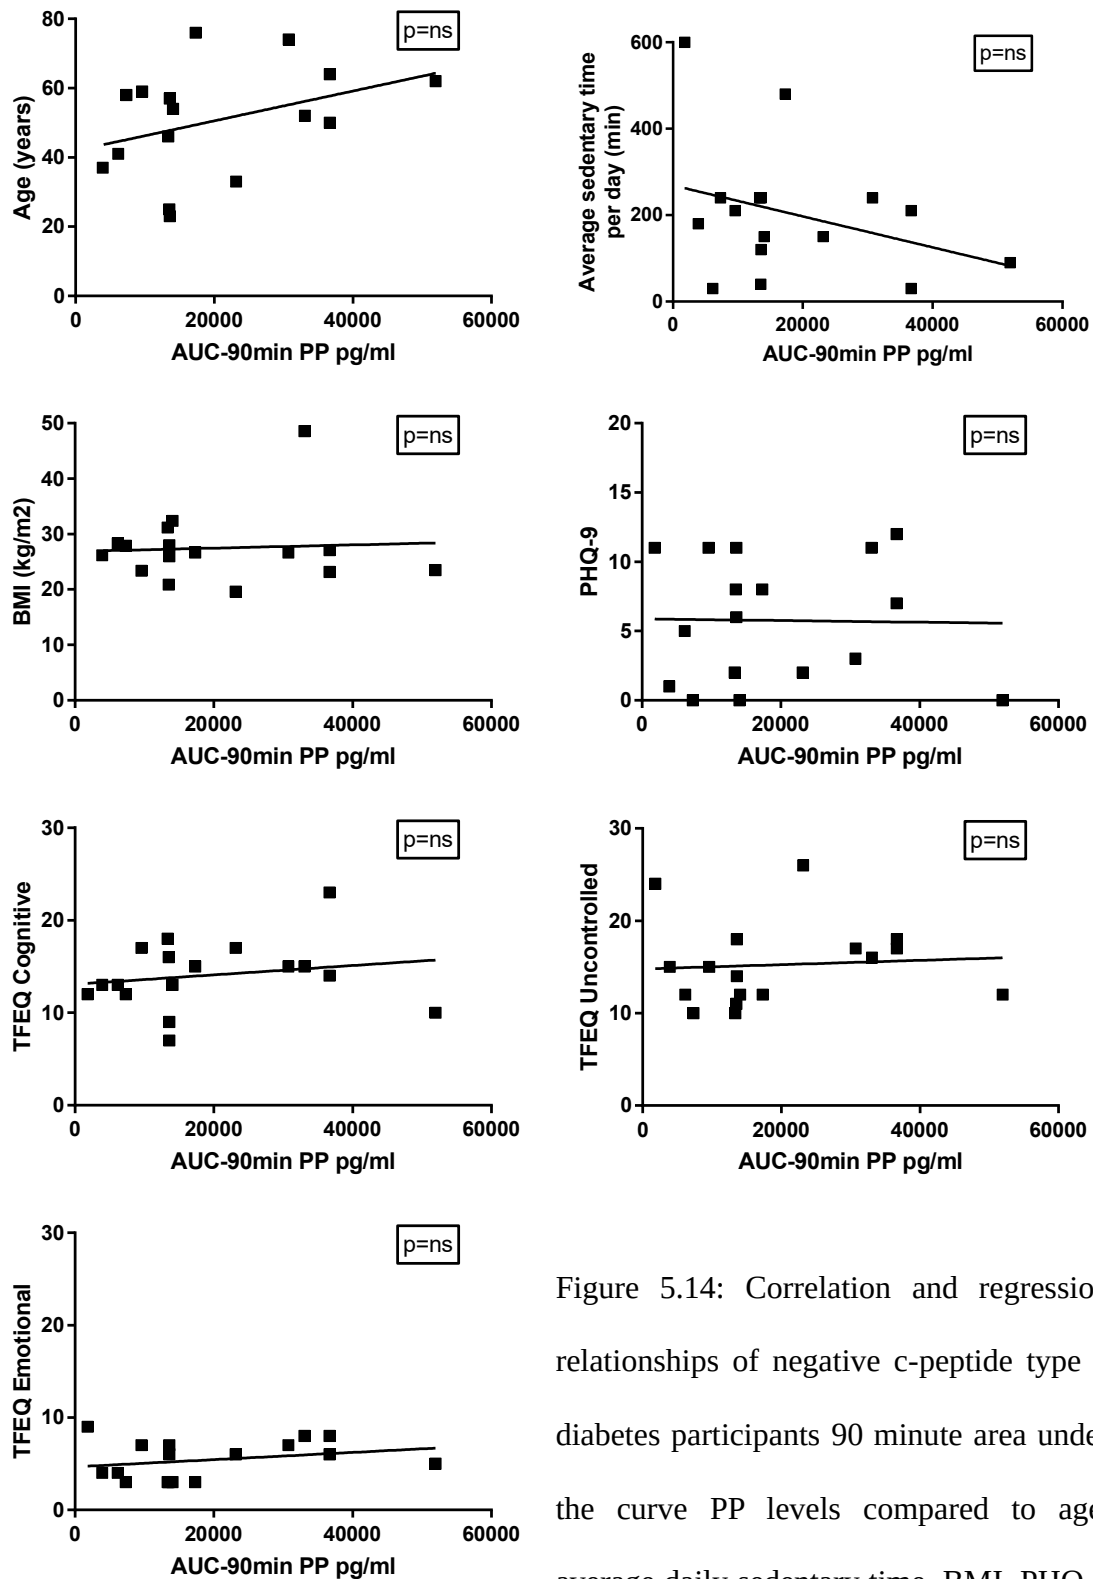 p=ns
80
60
40
20
0
Age (years)
0 20000 40000 60000
AUC-90min PP pg/ml
p=ns
600
400
200
0
Average sedentary time
per day (min)
0 20000 40000 60000
AUC-90min PP pg/ml
p=ns
50
40
30
20
10
0
BMI (kg/m2)
0 20000 40000 60000
AUC-90min PP pg/ml
p=ns
20
15
10
5
0
PHQ-9
0 20000 40000 60000
AUC-90min PP pg/ml
p=ns
30
20
10
0
TFEQ Cognitive
0 20000 40000 60000
AUC-90min PP pg/ml
p=ns
30
20
10
0
TFEQ Uncontrolled
0 20000 40000 60000
AUC-90min PP pg/ml
p=ns
30
20
10
0
TFEQ Emotional
0 20000 40000 60000
AUC-90min PP pg/ml
Figure 5.14: Correlation and regressio
relationships of negative c-peptide type
diabetes participants 90 minute area unde
the curve PP levels compared to age
average daily sedentary time, BMI, PHQ